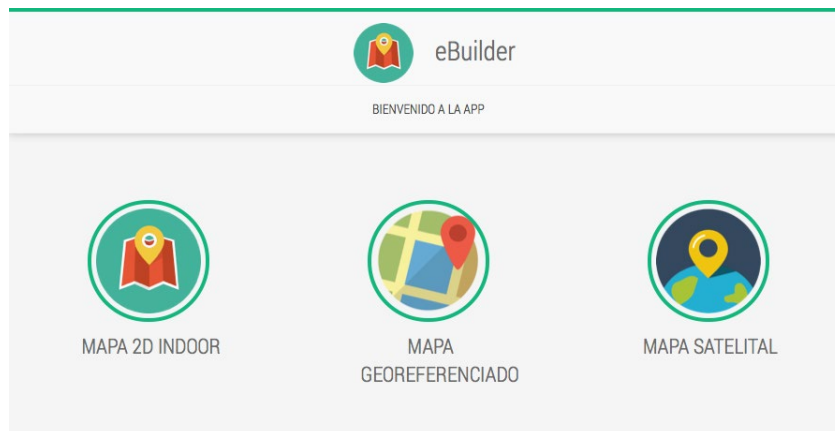 eBuilder
BIENVENIDO A LA APP
MAPA 2D INDOOR
MAPA
GEOREFERENCIADO
MAPA SATELITAL